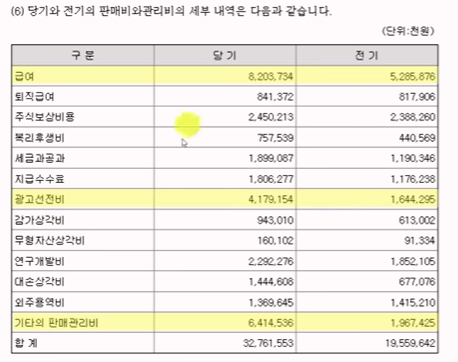 (6) 당기와 전기의 판매비와관리비의 세부 내역은 다음과 같습니다.
(단위:천원)
구 분 당 기 전 기
급여 8,203,734 5,285,876
퇴직급여 841,372 817,906
주식보상비용 2,450,213 2,388,260
복리후생비 757,539 440,569
세금과공과 1,899,087 1,190,346
지급수수료 1,806,277 1,176,238
광고선전비 4,179,154 1,644,295
감가상각비 943,010 613,002
무형자산상각비 160,102 91,334
연구개발비 2,292,276 1,852,105
대손상각비 1,444,608 677,076
외주용역비 1,369,645 1,415,210
기타의 판매관리비 6,414,536 1,967,425
합 계 32,761,553 19,559,642